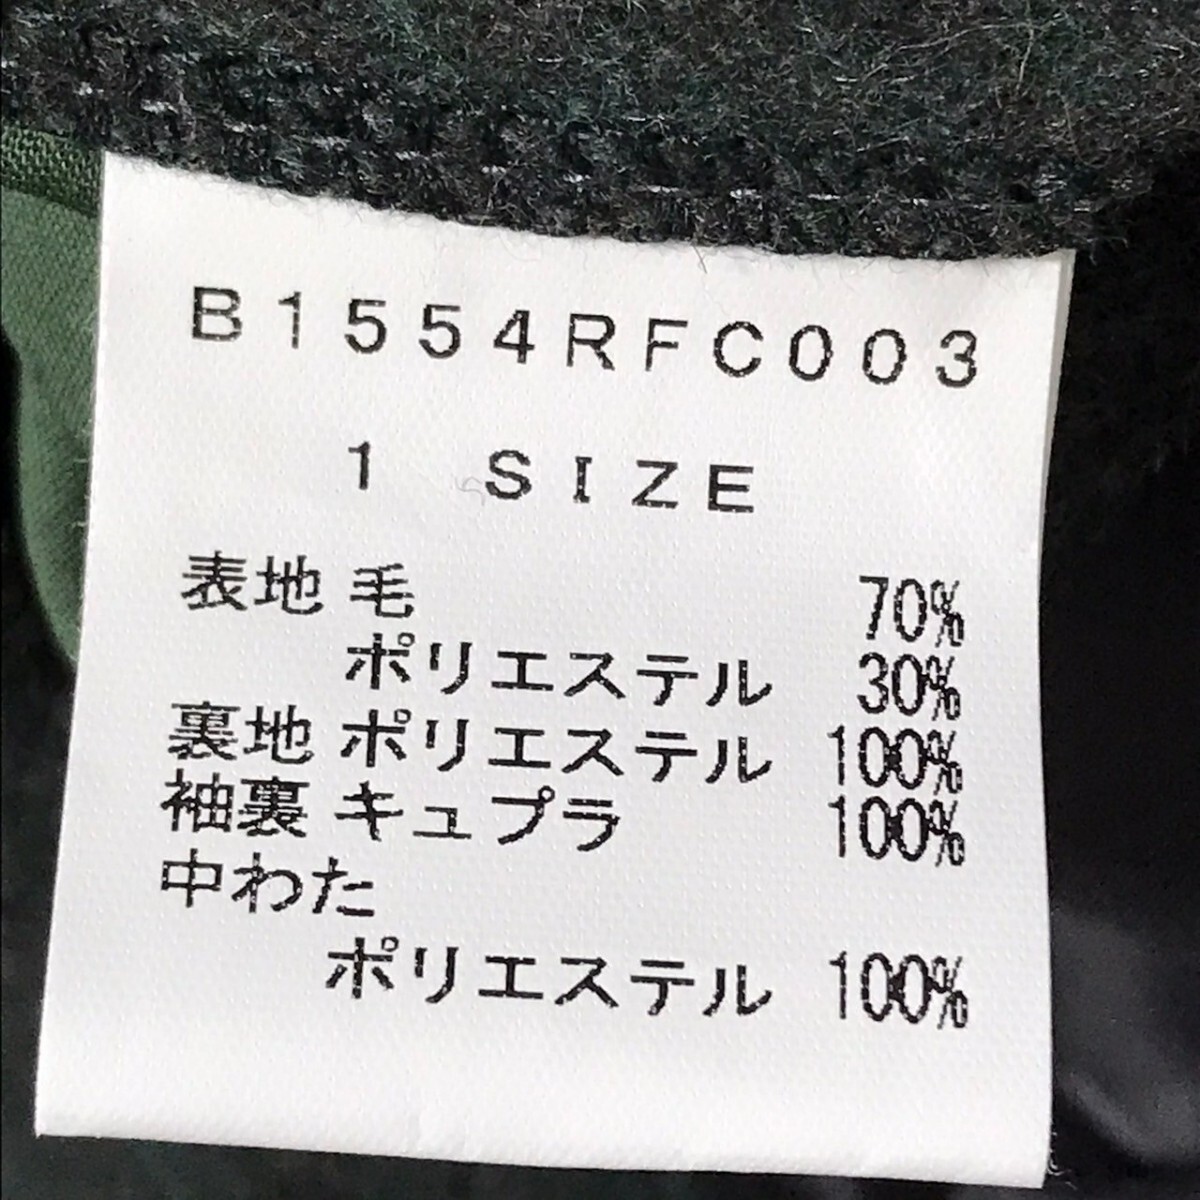 B1554RFC003
1 SIZE
表地 毛 70%
ポリエステル 30%
裏地 ポリエステル 100%
袖裏 キュプラ 100%
中わた
ポリエステル 100%